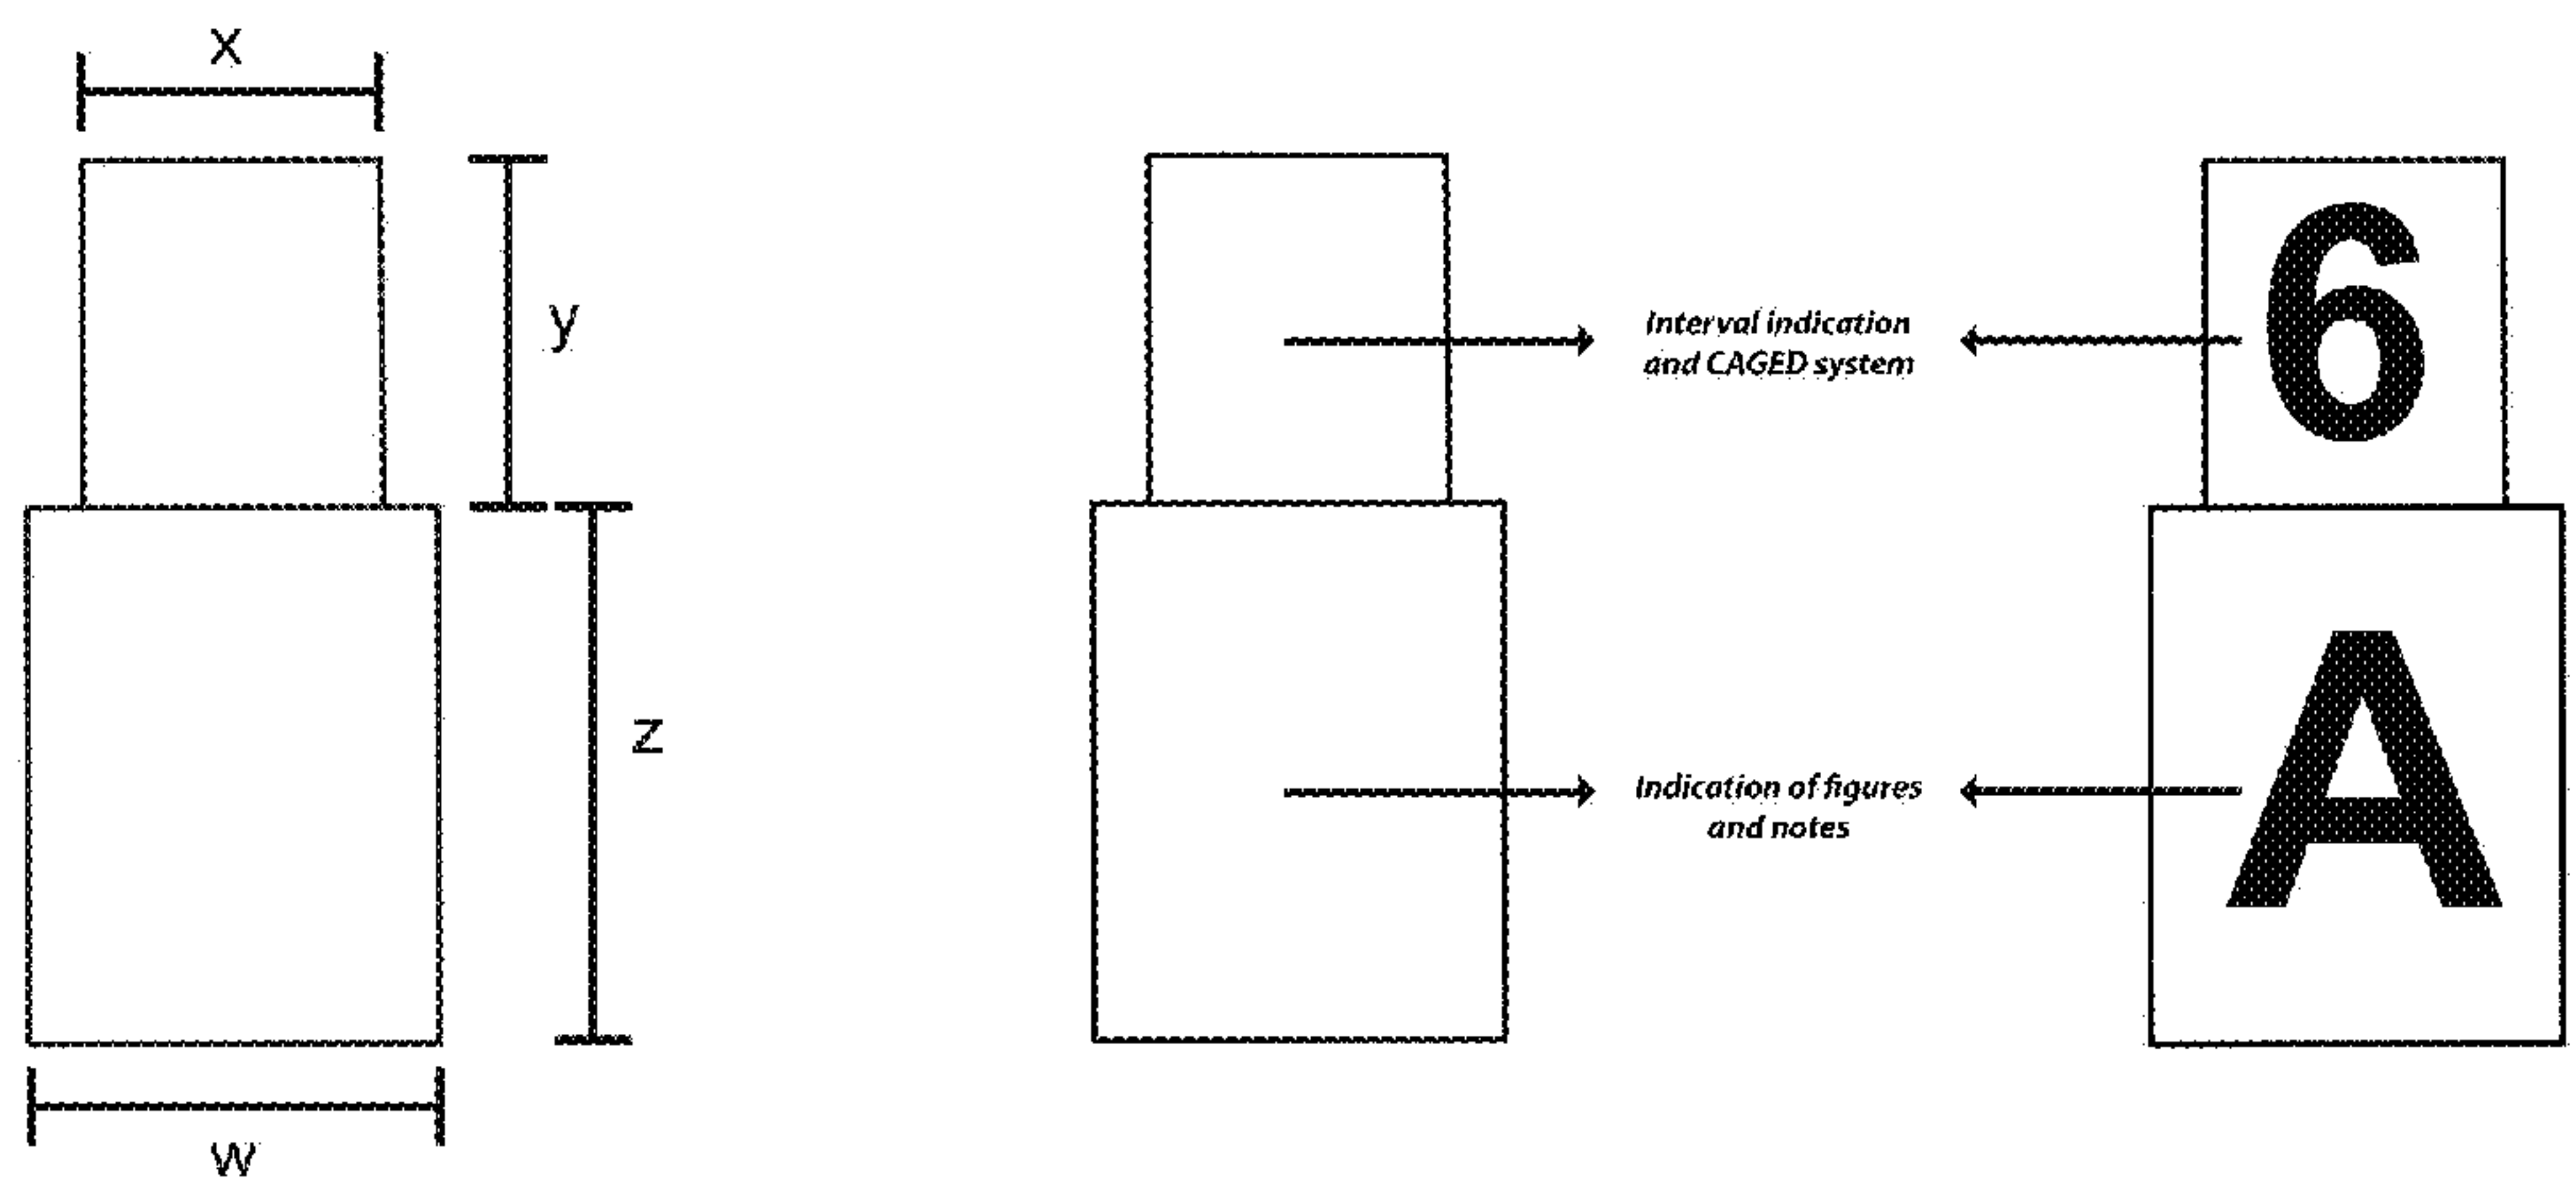 x
y
z
w
Interval indication
and CAGED system
Indication of figures
and notes
6
A